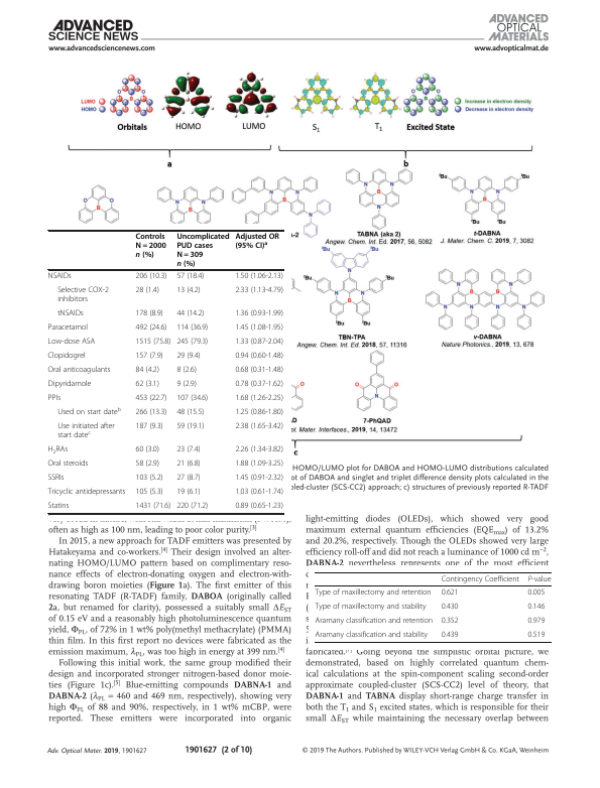 ADVANCED
SCIENCE NEWS
www.advancedsciencenews.com
ADVANCED
OPTICAL
MATERIALS
www.advopticalmat.de
LUMO
HOMO
Orbitals
HOMO
LUMO
S1
T1
Excited State
Increase in electron density
Decrease in electron density
a
b
TABNA (aka 2)
Angew. Chem. Int. Ed. 2017, 56, 5082
t-DABNA
J. Mater. Chem. C. 2019, 7, 3082
TBN-TPA
Angew. Chem. Int. Ed. 2018, 57, 11316
v-DABNA
Nature Photonics, 2019, 13, 678
7-PhQAD
Mater. Interfaces, 2019, 14, 13472
c
Controls N = 2000 n (%) Uncomplicated PUD cases N = 309 n (%) Adjusted OR (95% CI)a
NSAIDs 206 (10.3) 57 (18.4) 1.50 (1.06-2.13)
Selective COX-2 inhibitors 28 (1.4) 13 (4.2) 2.33 (1.13-4.79)
tNSAIDs 178 (8.9) 44 (14.2) 1.36 (0.93-1.99)
Paracetamol 492 (24.6) 114 (36.9) 1.45 (1.08-1.95)
Low-dose ASA 1515 (75.8) 245 (79.3) 1.33 (0.87-2.04)
Clopidogrel 157 (7.9) 29 (9.4) 0.94 (0.60-1.48)
Oral anticoagulants 84 (4.2) 8 (2.6) 0.68 (0.31-1.48)
Dipyridamole 62 (3.1) 9 (2.9) 0.78 (0.37-1.62)
PPIs 453 (22.7) 107 (34.6) 1.68 (1.26-2.25)
Used on start dateb 266 (13.3) 48 (15.5) 1.25 (0.86-1.80)
Use initiated after start datec 187 (9.3) 59 (19.1) 2.38 (1.65-3.42)
H2RAs 60 (3.0) 23 (7.4) 2.26 (1.34-3.82)
Oral steroids 58 (2.9) 21 (6.8) 1.88 (1.09-3.25)
SSRIs 103 (5.2) 27 (8.7) 1.45 (0.91-2.32)
Tricyclic antidepressants 105 (5.3) 19 (6.1) 1.03 (0.61-1.74)
Statins 1431 (71.6) 220 (71.2) 0.89 (0.65-1.23)
HOMO/LUMO plot for DABOA and HOMO-LUMO distributions calculated
ot of DABOA and singlet and triplet difference density plots calculated in the
pled-cluster (SCS-CC2) approach; c) structures of previously reported R-TADF
often as high as 100 nm, leading to poor color purity.[3]
In 2015, a new approach for TADF emitters was presented by
Hatakeyama and co-workers.[4] Their design involved an alter-
nating HOMO/LUMO pattern based on complimentary reso-
nance effects of electron-donating oxygen and electron-with-
drawing boron moieties (Figure 1a). The first emitter of this
resonating TADF (R-TADF) family, DABOA (originally called
2a, but renamed for clarity), possessed a suitably small ΔEST
of 0.15 eV and a reasonably high photoluminescence quantum
yield, ΦPL, of 72% in 1 wt% poly(methyl methacrylate) (PMMA)
thin film. In this first report no devices were fabricated as the
emission maximum, λPL, was too high in energy at 399 nm.[4]
Following this initial work, the same group modified their
design and incorporated stronger nitrogen-based donor moie-
ties (Figure 1c).[5] Blue-emitting compounds DABNA-1 and
DABNA-2 (λPL = 460 and 469 nm, respectively), showing very
high ΦPL of 88 and 90%, respectively, in 1 wt% mCBP, were
reported. These emitters were incorporated into organic
light-emitting diodes (OLEDs), which showed very good
maximum external quantum efficiencies (EQEmax) of 13.2%
and 20.2%, respectively. Though the OLEDs showed very large
efficiency roll-off and did not reach a luminance of 1000 cd m−2,
DABNA-2 nevertheless represents one of the most efficient
Contingency Coefficient P-value
Type of maxillectomy and retention 0.621 0.005
Type of maxillectomy and stability 0.430 0.146
Aramany classification and retention 0.352 0.979
Aramany classification and stability 0.439 0.519
fabricated. Going beyond the simplistic orbital picture, we
demonstrated, based on highly correlated quantum chem-
ical calculations at the spin-component scaling second-order
approximate coupled-cluster (SCS-CC2) level of theory, that
DABNA-1 and TABNA display short-range charge transfer in
both the T1 and S1 excited states, which is responsible for their
small ΔEST while maintaining the necessary overlap between
Adv. Optical Mater. 2019, 1901627
1901627 (2 of 10)
© 2019 The Authors. Published by WILEY-VCH Verlag GmbH & Co. KGaA, Weinheim